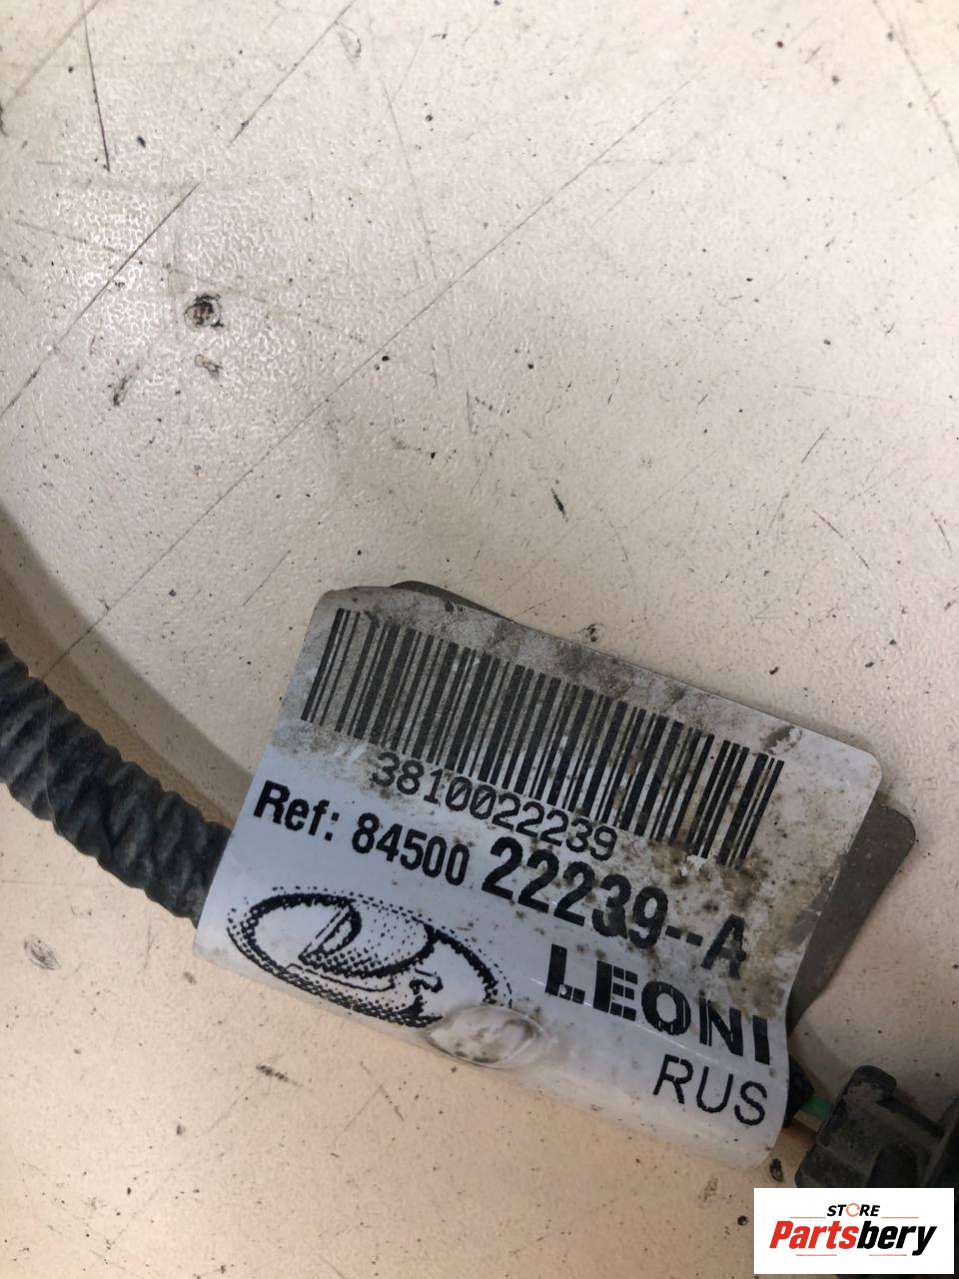 3810022239
Ref: 84500 22239--A
LEONI
RUS
STORE
Partsbery